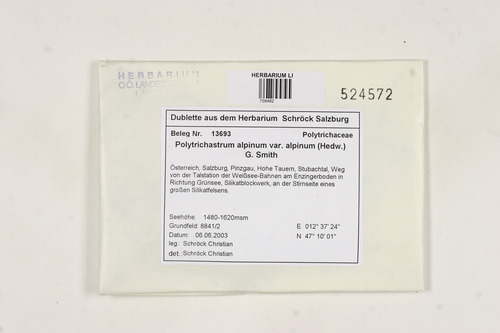 HERBARIUM
O.Ö. LANDES
HERBARIUM LI
758482
524572
Dublette aus dem Herbarium Schröck Salzburg
Beleg Nr. 13693 Polytrichaceae
Polytrichastrum alpinum var. alpinum (Hedw.)
G. Smith
Österreich, Salzburg, Pinzgau, Hohe Tauern, Stubachtal, Weg
von der Talstation der Weißsee-Bahnen am Enzingerboden in
Richtung Grünsee, Silikatblockwerk, an der Stirnseite eines
großen Silikatfelsens.
Seehöhe: 1480-1620msm
Grundfeld: 8841/2 E 012° 37' 24"
Datum: 06.06.2003 N 47° 10' 01"
leg.: Schröck Christian
det.: Schröck Christian